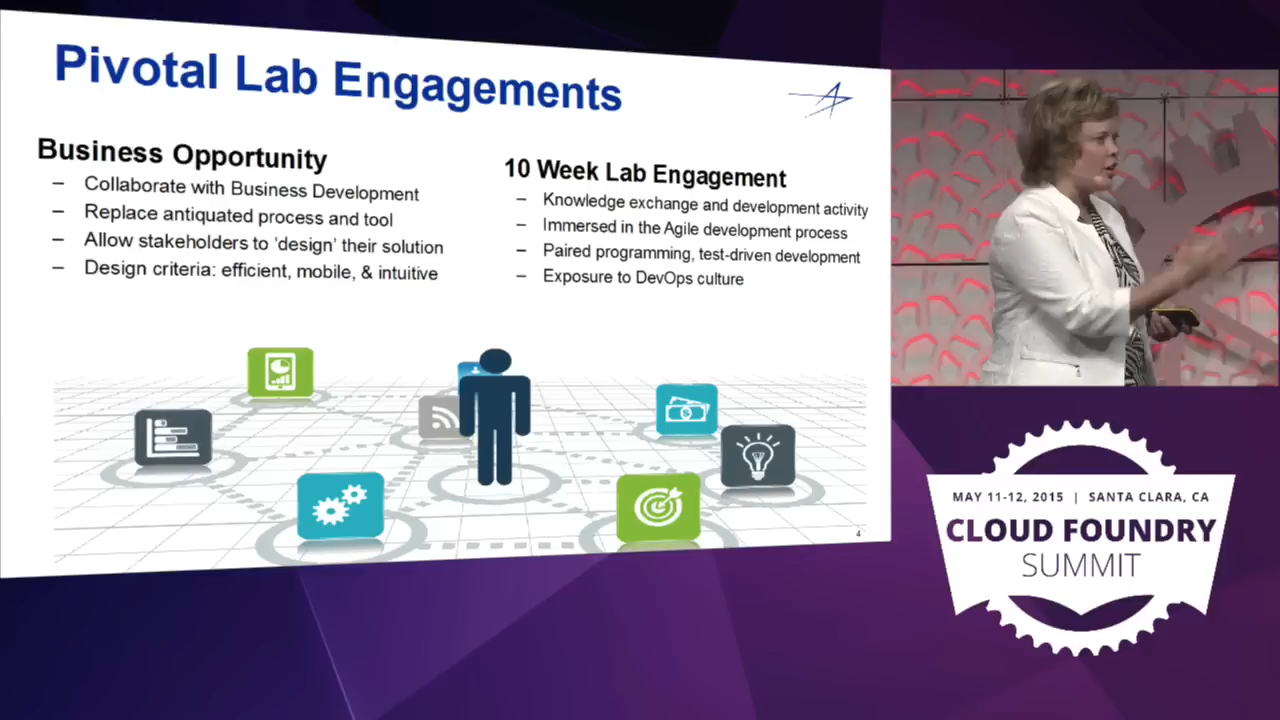 Pivotal Lab Engagements
Business Opportunity
– Collaborate with Business Development
– Replace antiquated process and tool
– Allow stakeholders to ‘design’ their solution
– Design criteria: efficient, mobile, & intuitive
10 Week Lab Engagement
– Knowledge exchange and development activity
– Immersed in the Agile development process
– Paired programming, test-driven development
– Exposure to DevOps culture
4
MAY 11-12, 2015 | SANTA CLARA, CA
CLOUD FOUNDRY
SUMMIT